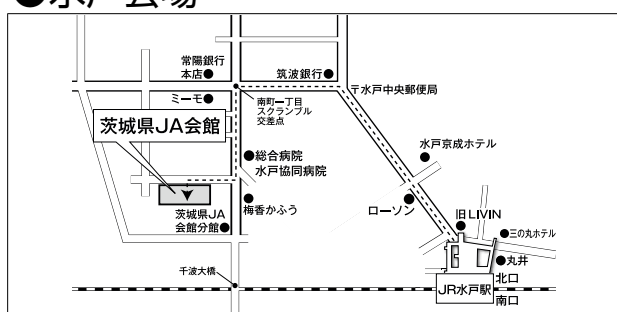 ●水戸会場
常陽銀行
本店●
筑波銀行●
〒水戸中央郵便局
ミーモ●
南町一丁目
スクランブル
交差点
茨城県JA会館
水戸京成ホテル
●総合病院
水戸協同病院
●梅香かふう
茨城県JA
会館分館●
ローソン
旧LIVIN
●三の丸ホテル
●丸井
千波大橋
北口
JR水戸駅
南口